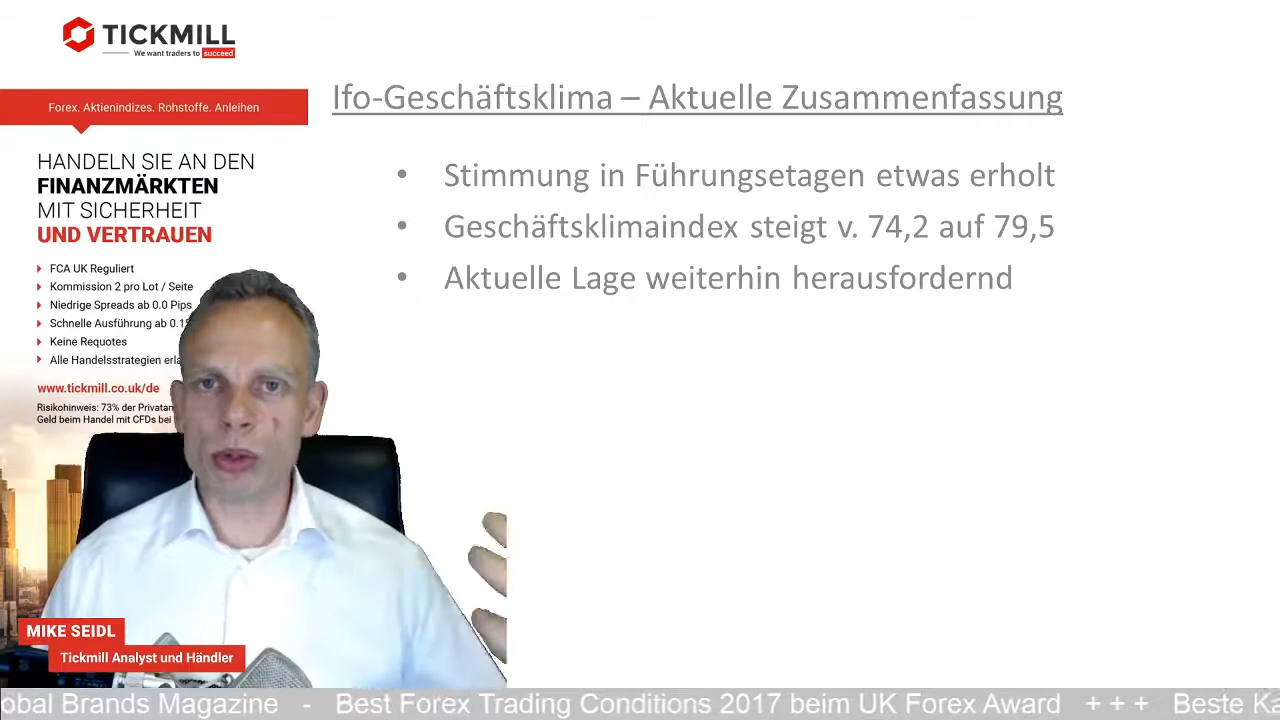 TICKMILL
We want traders to succeed
Forex. Aktienindizes. Rohstoffe. Anleihen
HANDELN SIE AN DEN
FINANZMÄRKTEN
MIT SICHERHEIT
UND VERTRAUEN
FCA UK Reguliert
Kommission 2 pro Lot / Seite
Niedrige Spreads ab 0.0 Pips
Schnelle Ausführung ab
Keine Requotes
Alle Handelsstrategien
www.tickmill.co.uk/de
Risikohinweis: 73% der
Geld beim Handel mit CFDs bei
Ifo-Geschäftsklima – Aktuelle Zusammenfassung
• Stimmung in Führungsetagen etwas erholt
• Geschäftsklimaindex steigt v. 74,2 auf 79,5
• Aktuelle Lage weiterhin herausfordernd
MIKE SEIDL
Tickmill Analyst und Händler
obal Brands Magazine - Best Forex Trading Conditions 2017 beim UK Forex Award + + + Beste